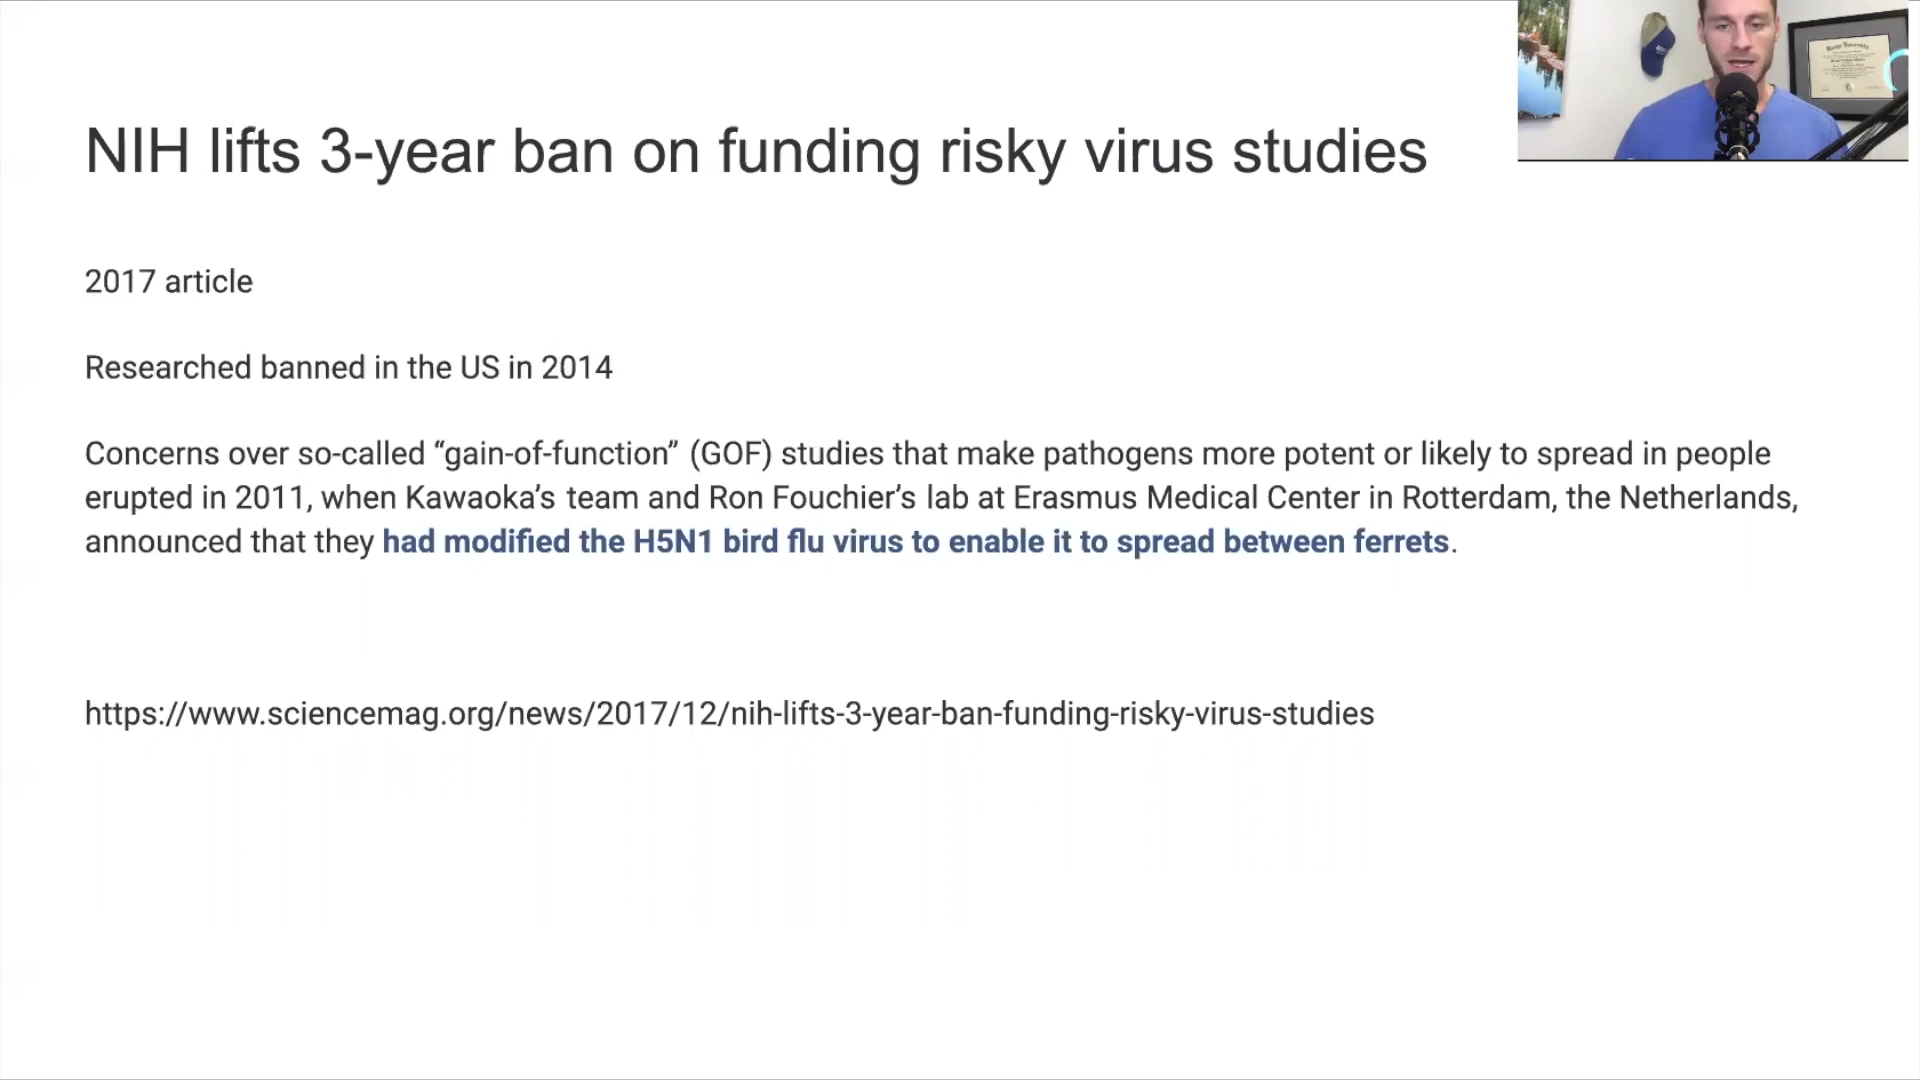 NIH lifts 3-year ban on funding risky virus studies
2017 article
Researched banned in the US in 2014
Concerns over so-called “gain-of-function” (GOF) studies that make pathogens more potent or likely to spread in people
erupted in 2011, when Kawaoka’s team and Ron Fouchier’s lab at Erasmus Medical Center in Rotterdam, the Netherlands,
announced that they had modified the H5N1 bird flu virus to enable it to spread between ferrets.
https://www.sciencemag.org/news/2017/12/nih-lifts-3-year-ban-funding-risky-virus-studies